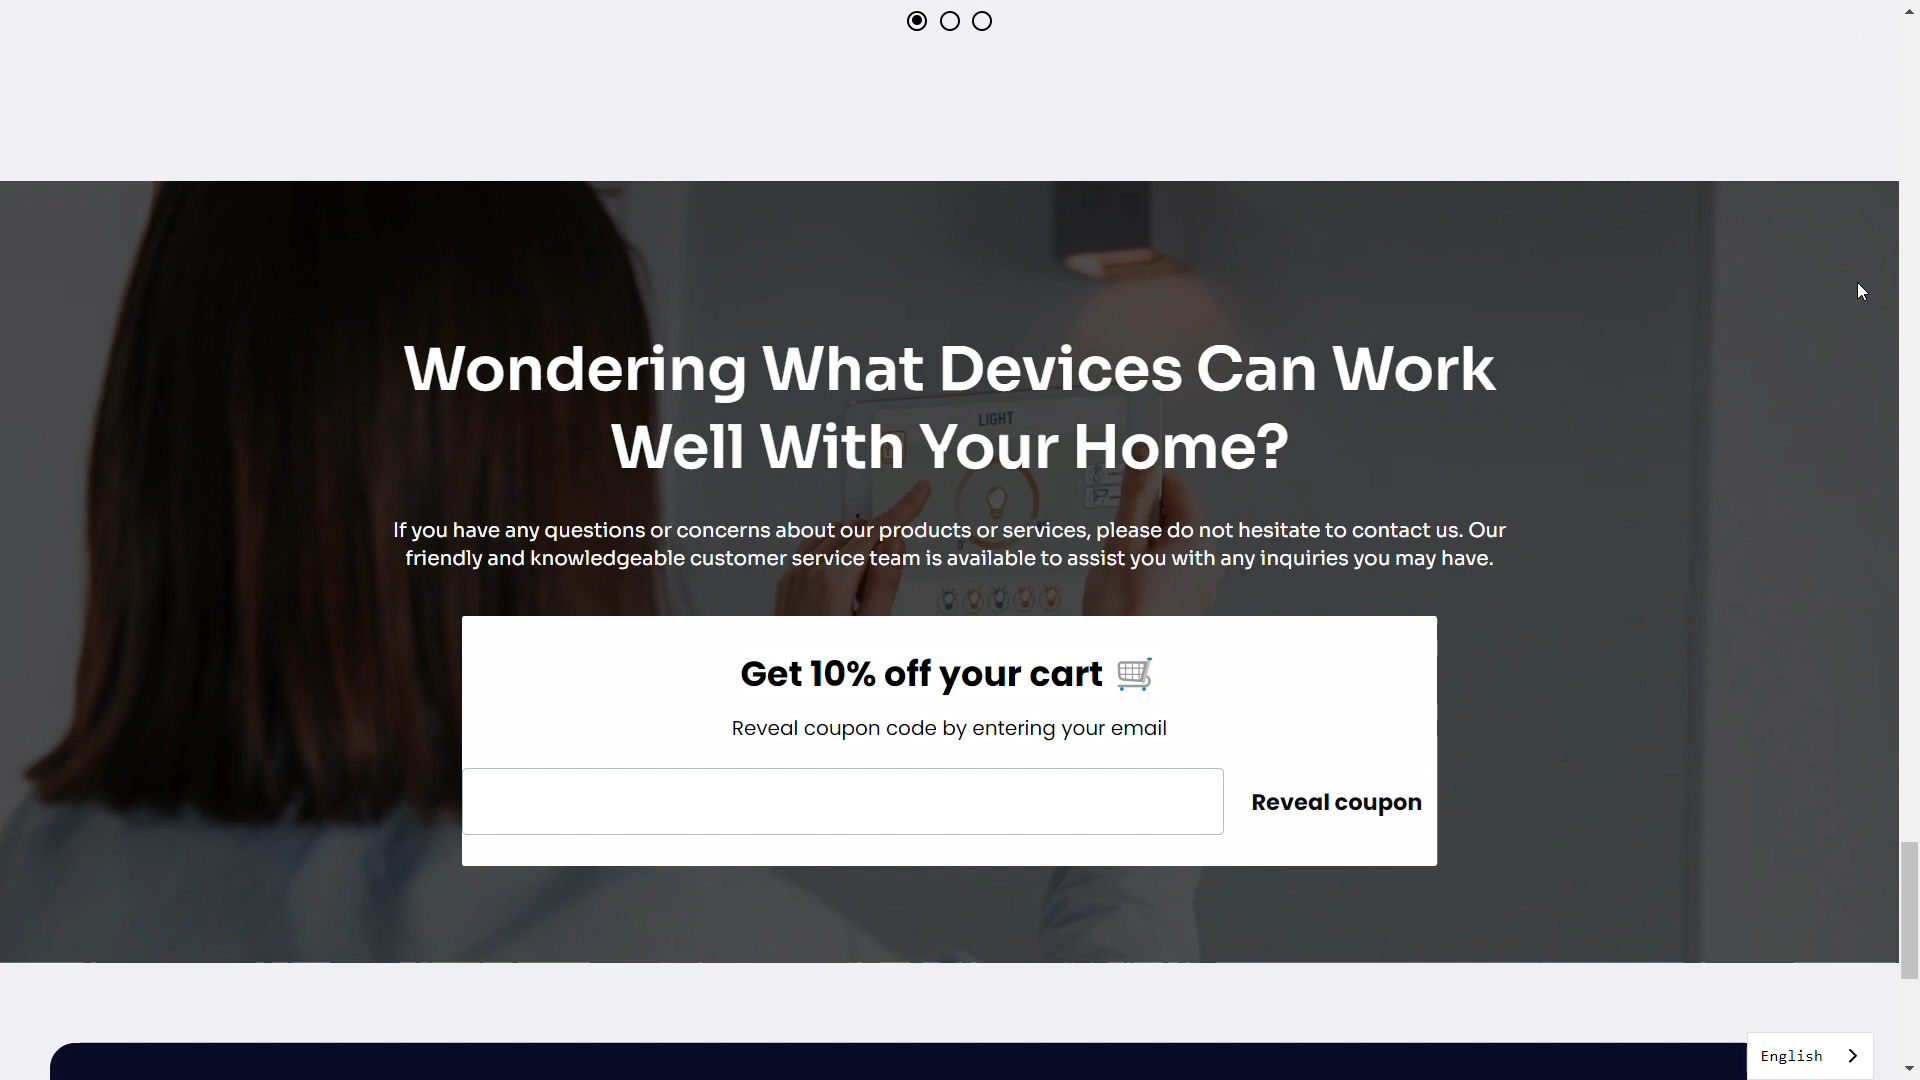 Wondering What Devices Can Work
Well With Your Home?
LIGHT
If you have any questions or concerns about our products or services, please do not hesitate to contact us. Our
friendly and knowledgeable customer service team is available to assist you with any inquiries you may have.
Get 10% off your cart 🛒
Reveal coupon code by entering your email
Reveal coupon
English